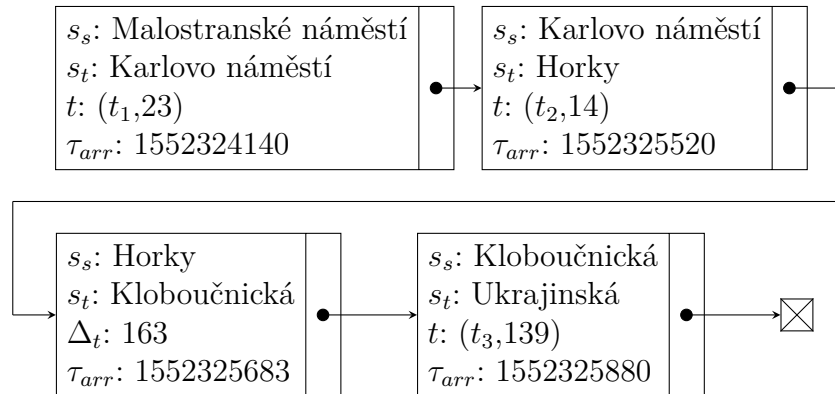 s_s: Malostranské náměstí
s_t: Karlovo náměstí
t: (t_1,23)
τ_arr: 1552324140
s_s: Karlovo náměstí
s_t: Horky
t: (t_2,14)
τ_arr: 1552325520
s_s: Horky
s_t: Kloboučnická
Δ_t: 163
τ_arr: 1552325683
s_s: Kloboučnická
s_t: Ukrajinská
t: (t_3,139)
τ_arr: 1552325880